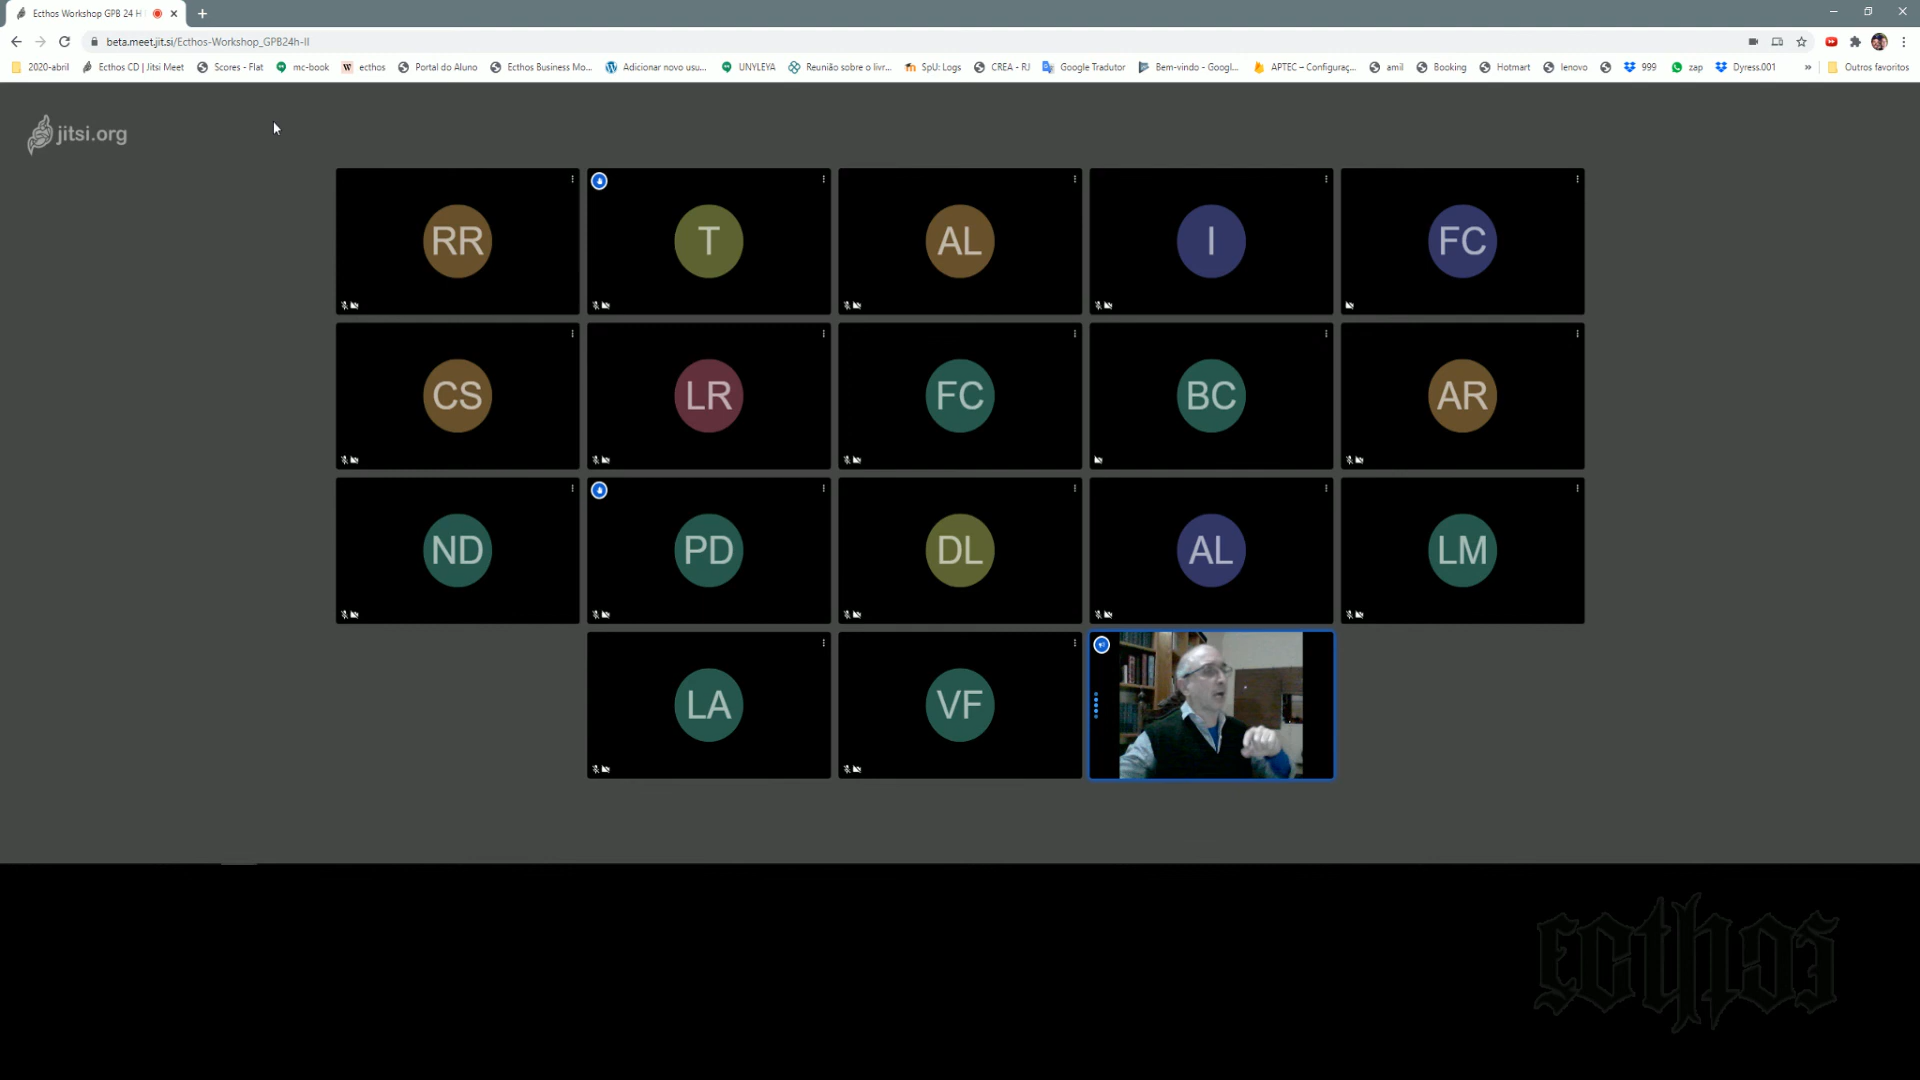 Ecthos Workshop GPB 24 H
beta.meet.jit.si/Ecthos-Workshop_GPB24h-II
2020-abril Ecthos CD | Jitsi Meet Scores - Flat mc-book ecthos Portal do Aluno Ecthos Business Mo... Adicionar novo usu... UNYLEYA Reunião sobre o livr... SpU: Logs CREA - RJ Google Tradutor Bem-vindo - Googl... APTEC – Configuraç... amil Booking Hotmart lenovo 999 zap Dyress.001 » Outros favoritos
jitsi.org
RR T AL I FC
CS LR FC BC AR
ND PD DL AL LM
LA VF
Ecthos